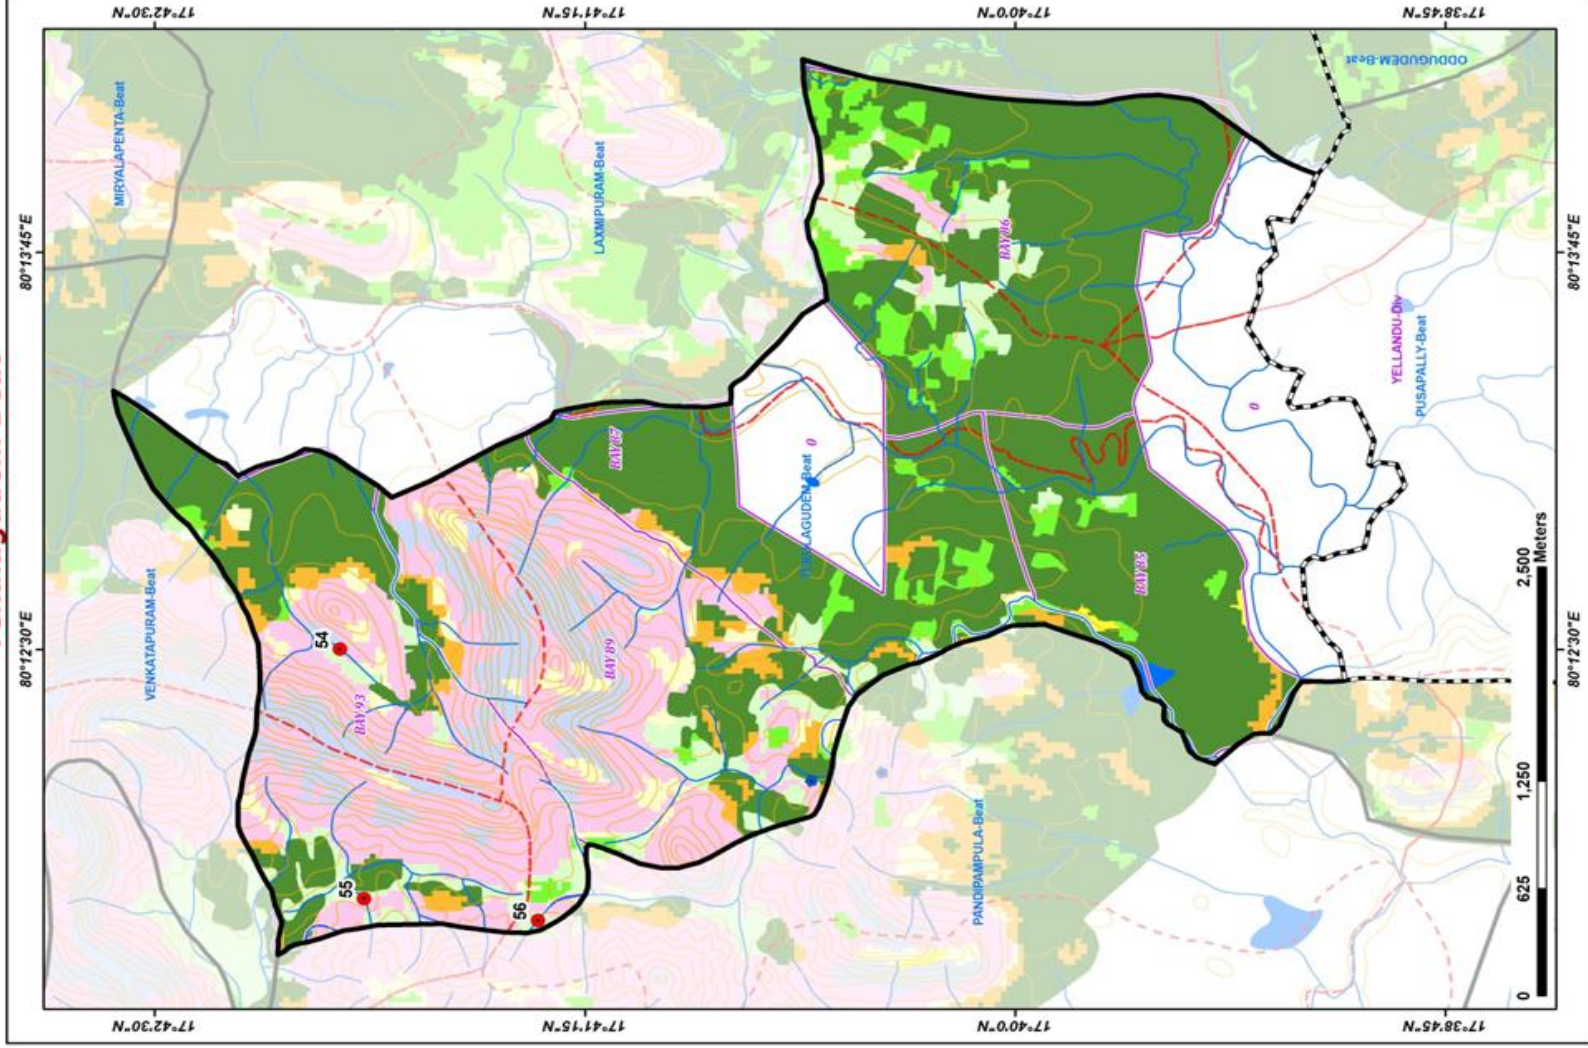 17°42'30"N
17°41'15"N
17°40'0"N
17°38'45"N
80°12'30"E
80°13'45"E
MIRYALAPENTA-Beat
LAXMIPURAM-Beat
ODDUGUDEM-Beat
VENKATAPURAM-Beat
BAY 93
54
55
56
BAY 89
BAY 87
0
BAY 86
BAY 85
0
YELLANDU-Div
PUSAPALLY-Beat
PANDIPAMPULA-Beat
80°12'30"E
80°13'45"E
17°42'30"N
17°41'15"N
17°40'0"N
17°38'45"N
0 625 1,250 2,500
Meters